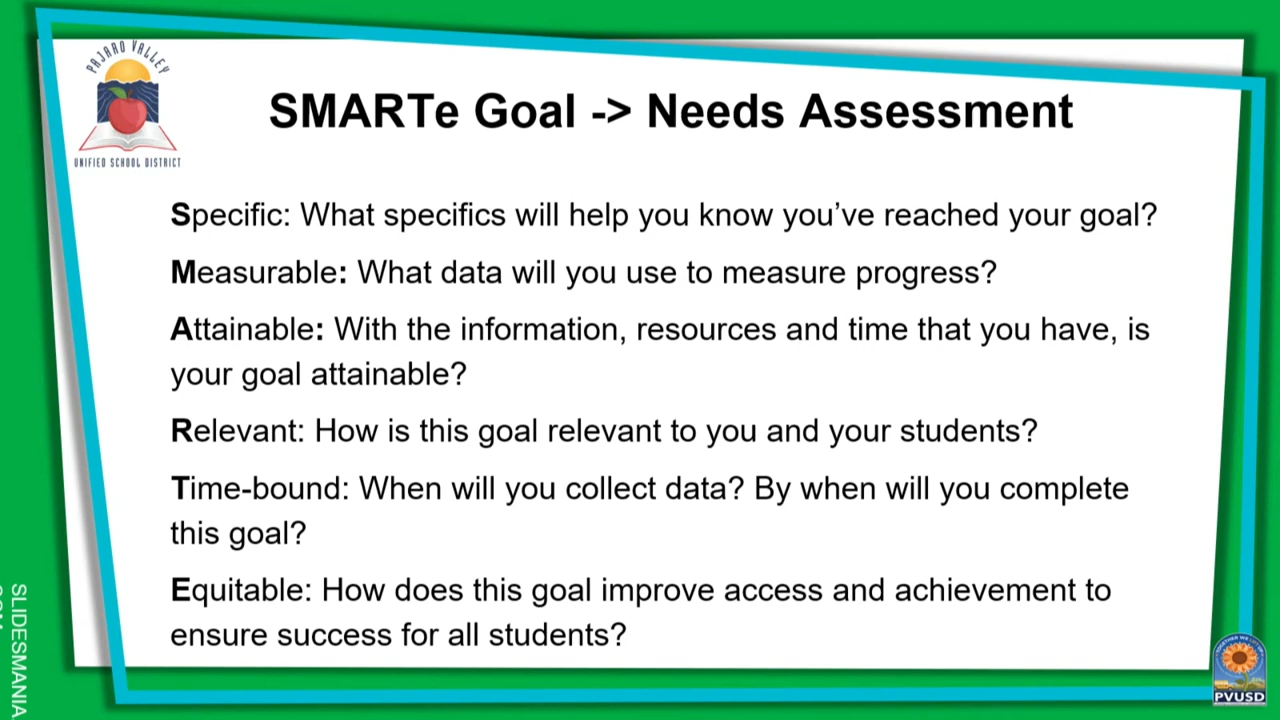 PAJARO VALLEY
UNIFIED SCHOOL DISTRICT
SMARTe Goal -> Needs Assessment
Specific: What specifics will help you know you’ve reached your goal?
Measurable: What data will you use to measure progress?
Attainable: With the information, resources and time that you have, is
your goal attainable?
Relevant: How is this goal relevant to you and your students?
Time-bound: When will you collect data? By when will you complete
this goal?
Equitable: How does this goal improve access and achievement to
ensure success for all students?
SLIDESMANIA
PVUSD